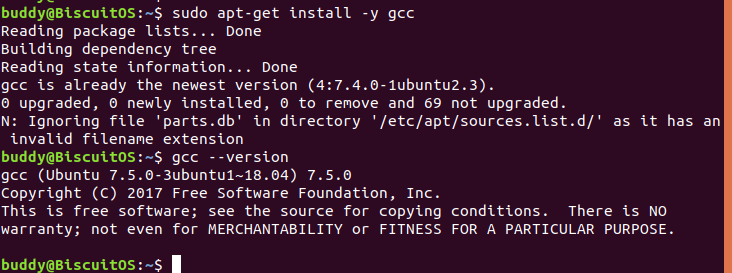 buddy@BiscuitOS:~$ sudo apt-get install -y gcc
Reading package lists... Done
Building dependency tree
Reading state information... Done
gcc is already the newest version (4:7.4.0-1ubuntu2.3).
0 upgraded, 0 newly installed, 0 to remove and 69 not upgraded.
N: Ignoring file 'parts.db' in directory '/etc/apt/sources.list.d/' as it has an
 invalid filename extension
buddy@BiscuitOS:~$ gcc --version
gcc (Ubuntu 7.5.0-3ubuntu1~18.04) 7.5.0
Copyright (C) 2017 Free Software Foundation, Inc.
This is free software; see the source for copying conditions.  There is NO
warranty; not even for MERCHANTABILITY or FITNESS FOR A PARTICULAR PURPOSE.

buddy@BiscuitOS:~$